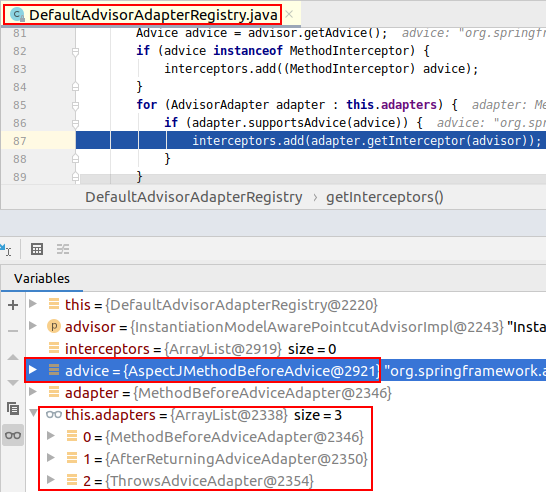 DefaultAdvisorAdapterRegistry.java
81 Advice advice = advisor.getAdvice(); advice: "org.springfr
82 if (advice instanceof MethodInterceptor) {
83 interceptors.add((MethodInterceptor) advice);
84 }
85 for (AdvisorAdapter adapter : this.adapters) { adapter: Me
86 if (adapter.supportsAdvice(advice)) { advice: "org.spr
87 interceptors.add(adapter.getInterceptor(advisor));
88 }
89 }
DefaultAdvisorAdapterRegistry › getInterceptors()
Variables
this = {DefaultAdvisorAdapterRegistry@2220}
p advisor = {InstantiationModelAwarePointcutAdvisorImpl@2243} "Inst
interceptors = {ArrayList@2919} size = 0
advice = {AspectJMethodBeforeAdvice@2921} "org.springframework.a
adapter = {MethodBeforeAdviceAdapter@2346}
this.adapters = {ArrayList@2338} size = 3
0 = {MethodBeforeAdviceAdapter@2346}
1 = {AfterReturningAdviceAdapter@2350}
2 = {ThrowsAdviceAdapter@2354}